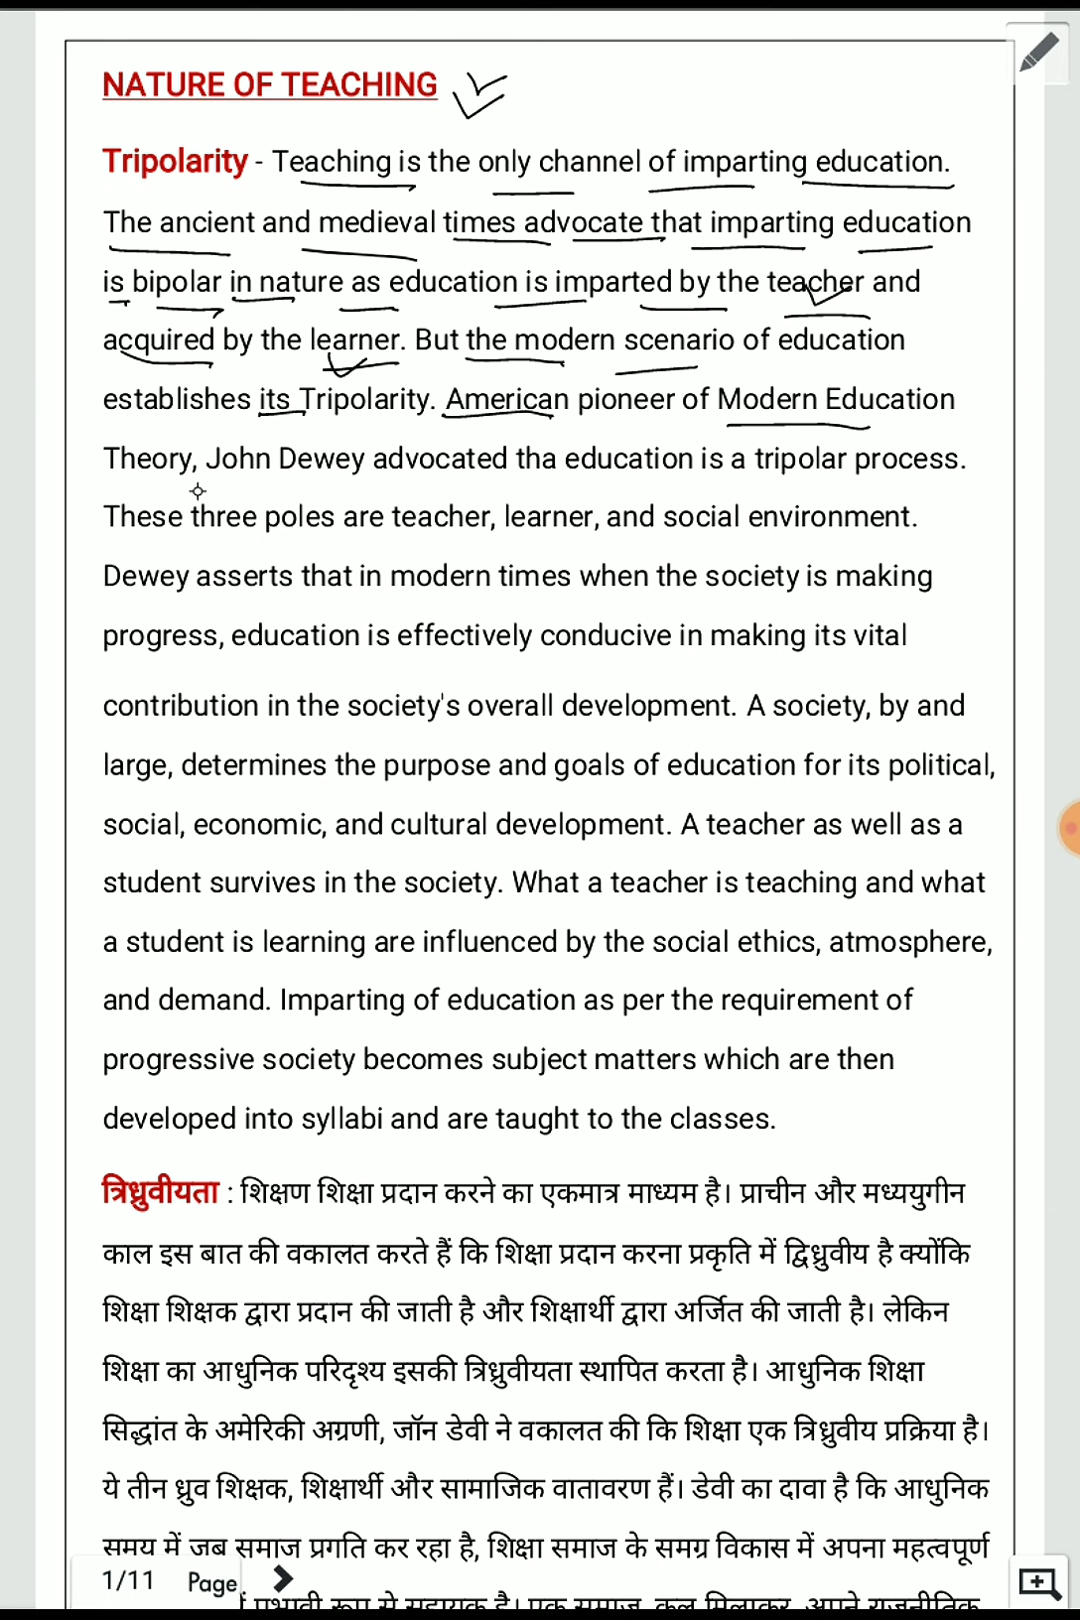 NATURE OF TEACHING
Tripolarity - Teaching is the only channel of imparting education.
The ancient and medieval times advocate that imparting education
is bipolar in nature as education is imparted by the teacher and
acquired by the learner. But the modern scenario of education
establishes its Tripolarity. American pioneer of Modern Education
Theory, John Dewey advocated tha education is a tripolar process.
These three poles are teacher, learner, and social environment.
Dewey asserts that in modern times when the society is making
progress, education is effectively conducive in making its vital
contribution in the society's overall development. A society, by and
large, determines the purpose and goals of education for its political,
social, economic, and cultural development. A teacher as well as a
student survives in the society. What a teacher is teaching and what
a student is learning are influenced by the social ethics, atmosphere,
and demand. Imparting of education as per the requirement of
progressive society becomes subject matters which are then
developed into syllabi and are taught to the classes.
त्रिध्रुवीयता : शिक्षण शिक्षा प्रदान करने का एकमात्र माध्यम है। प्राचीन और मध्ययुगीन
काल इस बात की वकालत करते हैं कि शिक्षा प्रदान करना प्रकृति में द्विध्रुवीय है क्योंकि
शिक्षा शिक्षक द्वारा प्रदान की जाती है और शिक्षार्थी द्वारा अर्जित की जाती है। लेकिन
शिक्षा का आधुनिक परिदृश्य इसकी त्रिध्रुवीयता स्थापित करता है। आधुनिक शिक्षा
सिद्धांत के अमेरिकी अग्रणी, जॉन डेवी ने वकालत की कि शिक्षा एक त्रिध्रुवीय प्रक्रिया है।
ये तीन ध्रुव शिक्षक, शिक्षार्थी और सामाजिक वातावरण हैं। डेवी का दावा है कि आधुनिक
समय में जब समाज प्रगति कर रहा है, शिक्षा समाज के समग्र विकास में अपना महत्वपूर्ण
1/11 Page